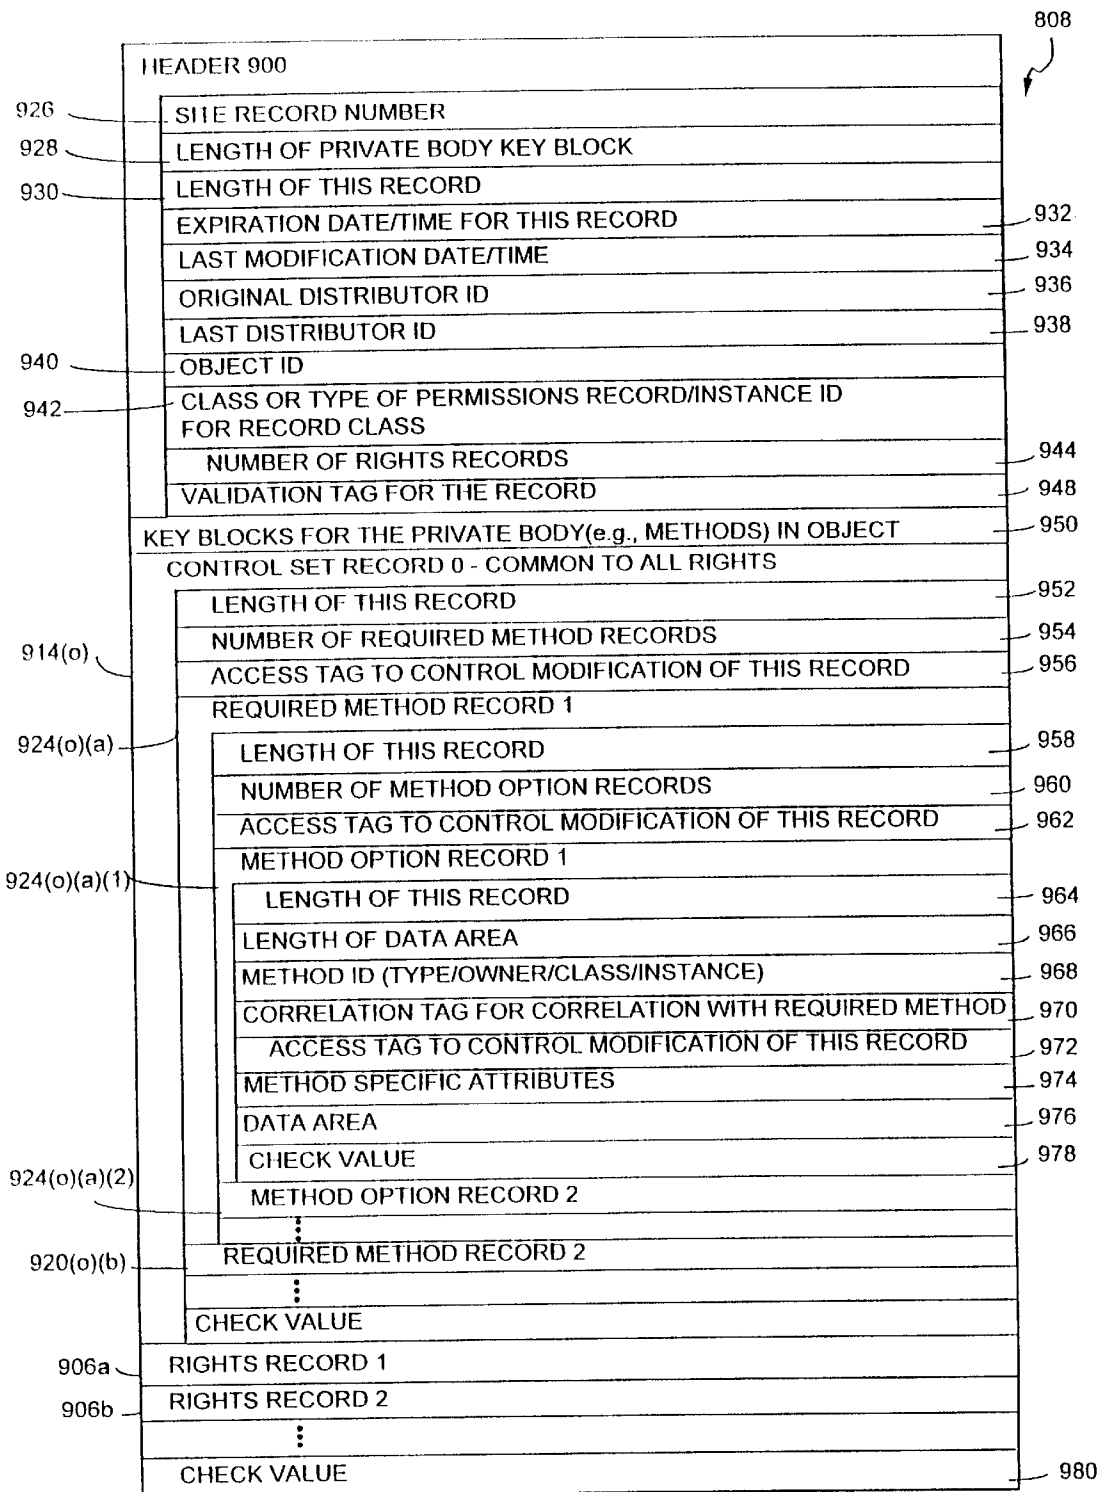 808
HEADER 900
926 SITE RECORD NUMBER
928 LENGTH OF PRIVATE BODY KEY BLOCK
930 LENGTH OF THIS RECORD
EXPIRATION DATE/TIME FOR THIS RECORD 932
LAST MODIFICATION DATE/TIME 934
ORIGINAL DISTRIBUTOR ID 936
LAST DISTRIBUTOR ID 938
940 OBJECT ID
942 CLASS OR TYPE OF PERMISSIONS RECORD/INSTANCE ID
FOR RECORD CLASS
NUMBER OF RIGHTS RECORDS 944
VALIDATION TAG FOR THE RECORD 948
KEY BLOCKS FOR THE PRIVATE BODY(e.g., METHODS) IN OBJECT 950
CONTROL SET RECORD 0 - COMMON TO ALL RIGHTS
LENGTH OF THIS RECORD 952
NUMBER OF REQUIRED METHOD RECORDS 954
914(o)
ACCESS TAG TO CONTROL MODIFICATION OF THIS RECORD 956
REQUIRED METHOD RECORD 1
924(o)(a)
LENGTH OF THIS RECORD 958
NUMBER OF METHOD OPTION RECORDS 960
ACCESS TAG TO CONTROL MODIFICATION OF THIS RECORD 962
METHOD OPTION RECORD 1
924(o)(a)(1)
LENGTH OF THIS RECORD 964
LENGTH OF DATA AREA 966
METHOD ID (TYPE/OWNER/CLASS/INSTANCE) 968
CORRELATION TAG FOR CORRELATION WITH REQUIRED METHOD 970
ACCESS TAG TO CONTROL MODIFICATION OF THIS RECORD 972
METHOD SPECIFIC ATTRIBUTES 974
DATA AREA 976
CHECK VALUE 978
924(o)(a)(2)
METHOD OPTION RECORD 2
920(o)(b) REQUIRED METHOD RECORD 2
CHECK VALUE
906a RIGHTS RECORD 1
906b RIGHTS RECORD 2
CHECK VALUE 980